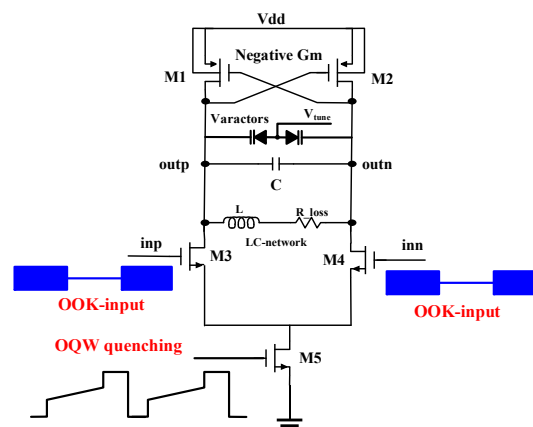 Vdd
Negative Gm
M1
M2
Varactors
Vtune
outp
outn
C
L
R_loss
LC-network
inp
inn
M3
M4
OOK-input
OOK-input
OQW quenching
M5